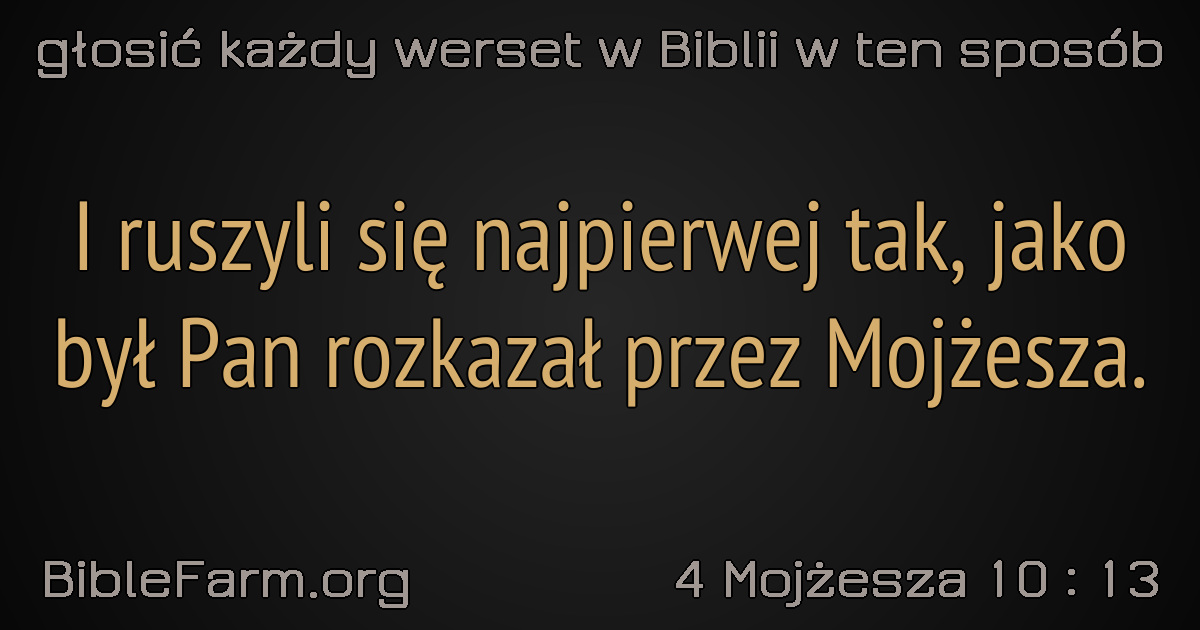 głosić każdy werset w Biblii w ten sposób
I ruszyli się najpierwej tak, jako
był Pan rozkazał przez Mojżesza.
BibleFarm.org
4 Mojżesza 10 : 13